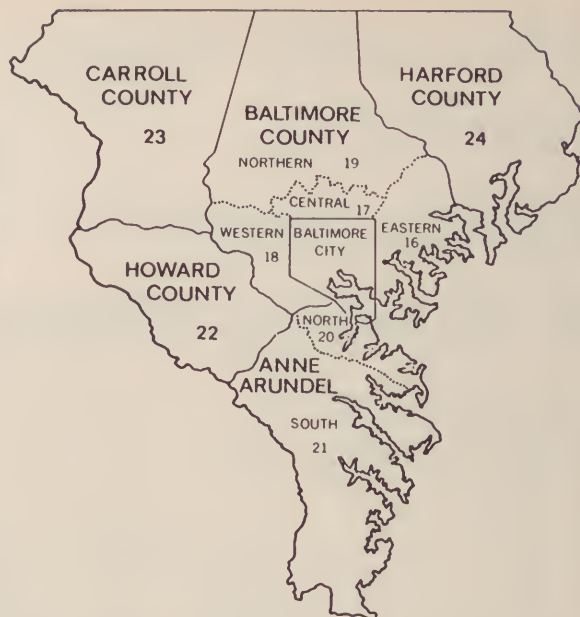 CARROLL
COUNTY
23
BALTIMORE
COUNTY
NORTHERN 19
HARFORD
COUNTY
24
CENTRAL 17
WESTERN
18
BALTIMORE
CITY
EASTERN
16
HOWARD
COUNTY
22
NORTH
20
ANNE
ARUNDEL
SOUTH
21